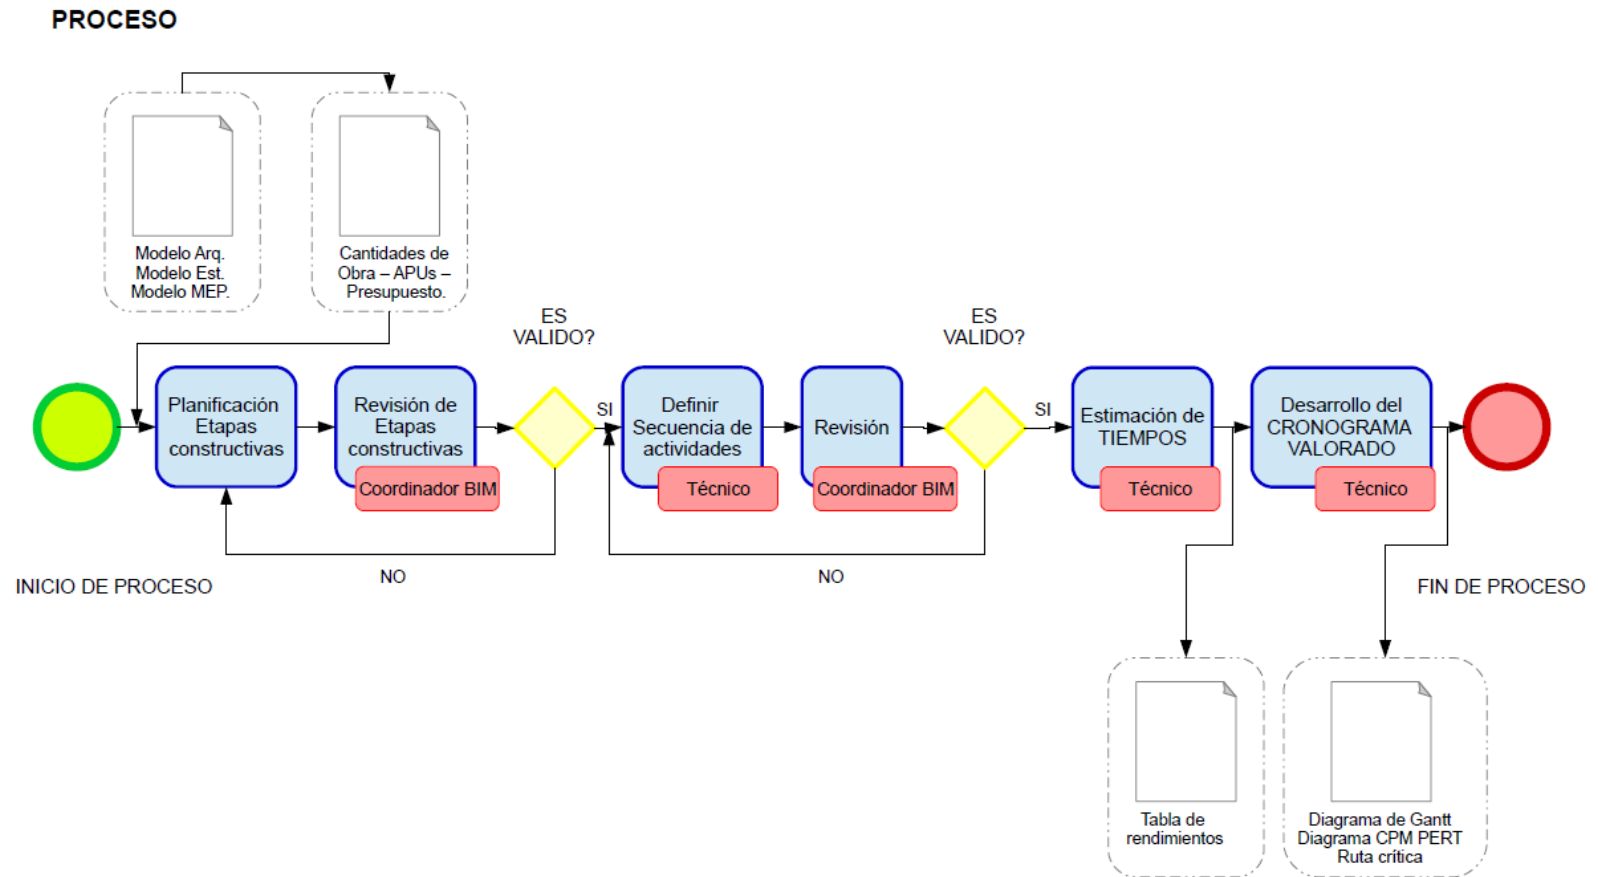 PROCESO
Modelo Arq.
Modelo Est.
Modelo MEP.
Cantidades de
Obra – APUs –
Presupuesto.
ES
VALIDO?
ES
VALIDO?
Planificación
Etapas
constructivas
Revisión de
Etapas
constructivas
Coordinador BIM
SI
Definir
Secuencia de
actividades
Técnico
Revisión
Coordinador BIM
SI
Estimación de
TIEMPOS
Técnico
Desarrollo del
CRONOGRAMA
VALORADO
Técnico
NO
NO
INICIO DE PROCESO
FIN DE PROCESO
Tabla de
rendimientos
Diagrama de Gantt
Diagrama CPM PERT
Ruta crítica